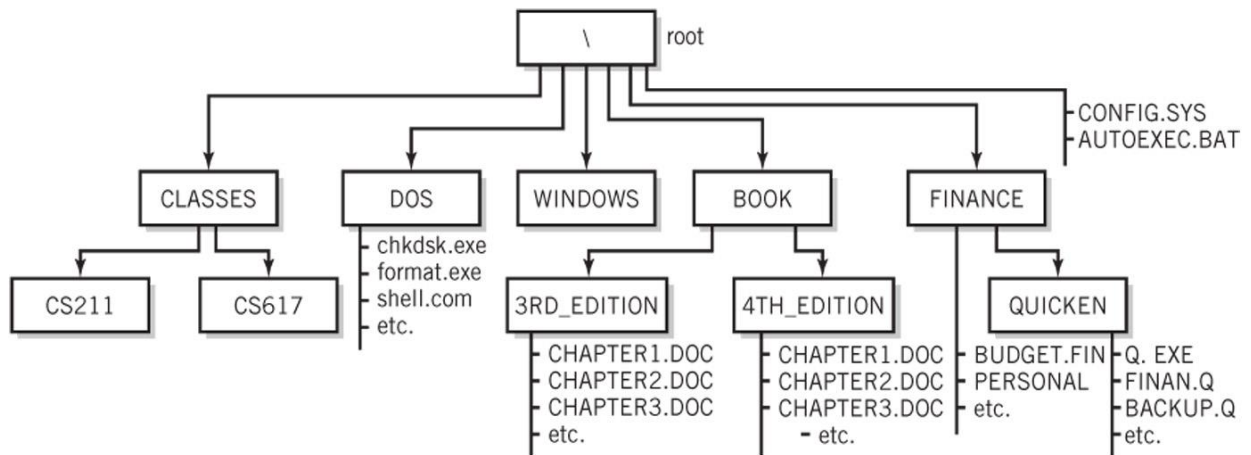 \
root
CONFIG.SYS
AUTOEXEC.BAT
CLASSES
DOS
WINDOWS
BOOK
FINANCE
chkdsk.exe
format.exe
shell.com
etc.
CS211
CS617
3RD_EDITION
4TH_EDITION
QUICKEN
CHAPTER1.DOC
CHAPTER2.DOC
CHAPTER3.DOC
etc.
CHAPTER1.DOC
CHAPTER2.DOC
CHAPTER3.DOC
- etc.
BUDGET.FIN
PERSONAL
etc.
Q. EXE
FINAN.Q
BACKUP.Q
etc.